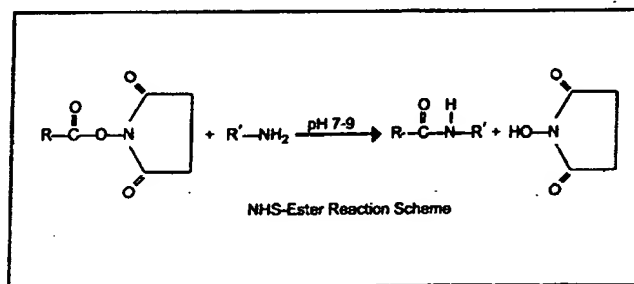 O O H O
O
R—C—O—N + R'—NH₂ pH 7-9 R—C—N—R' + HO—N
O O
NHS-Ester Reaction Scheme